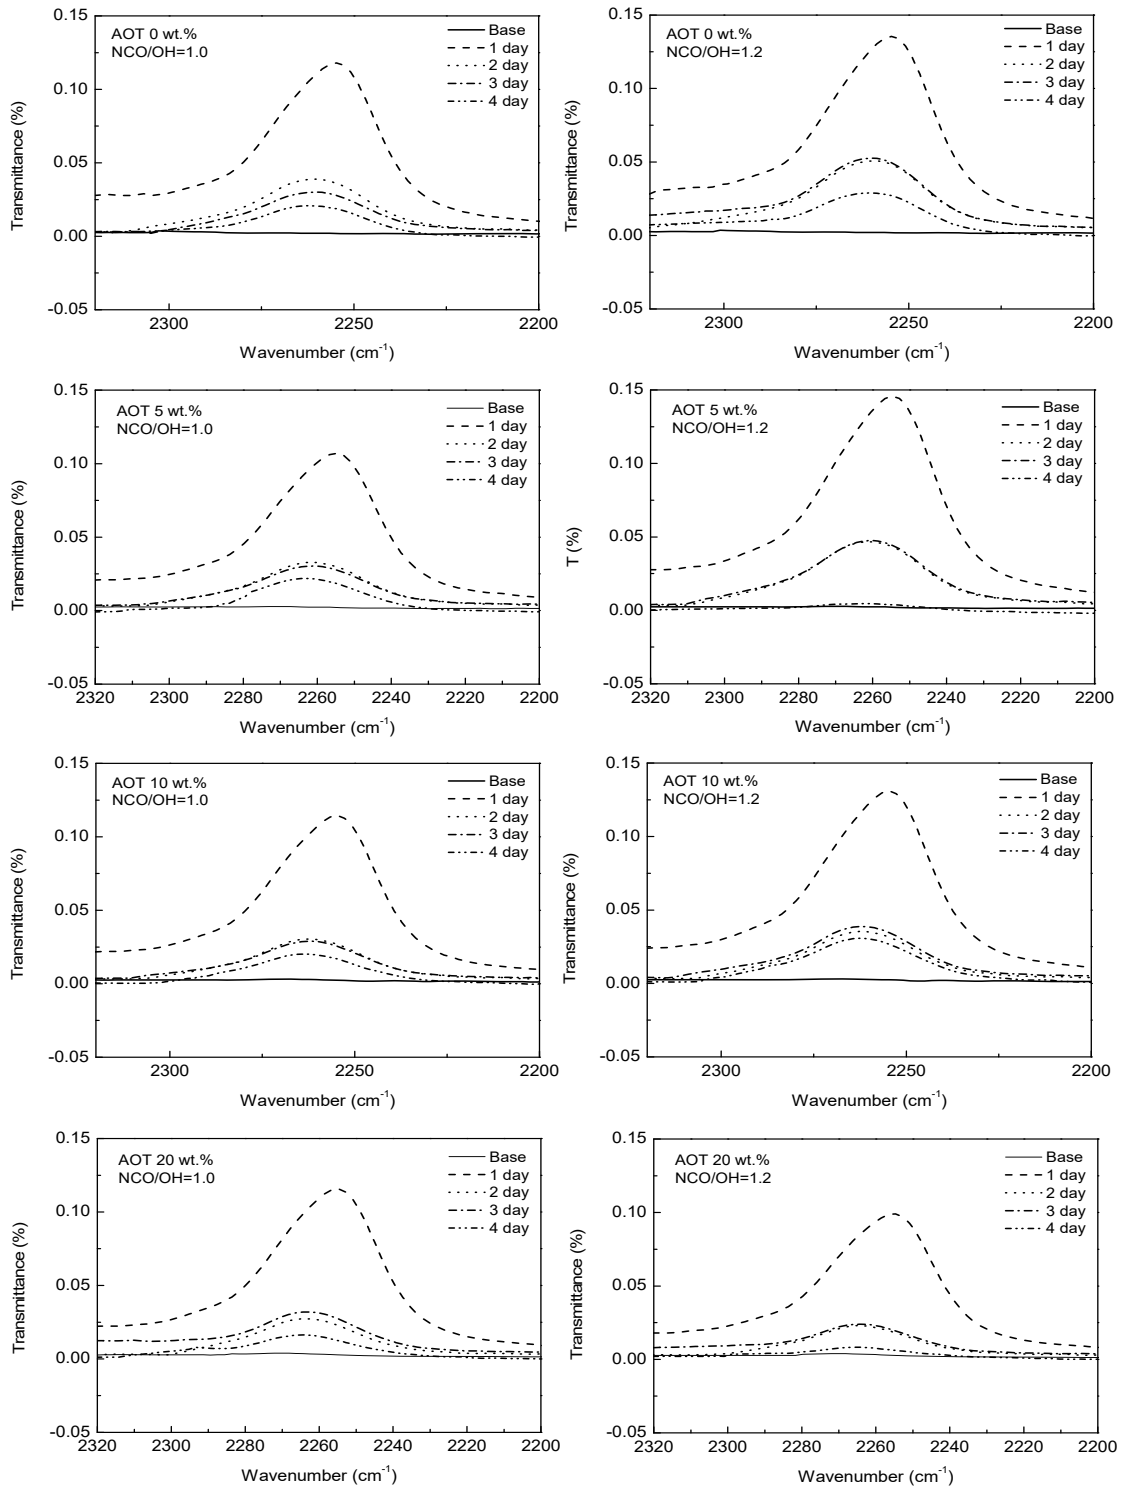 AOT 0 wt.%
NCO/OH=1.0
Base
1 day
2 day
3 day
4 day
0.15
0.10
0.05
0.00
-0.05
Transmittance (%)
2300
2250
2200
Wavenumber (cm-1)
AOT 0 wt.%
NCO/OH=1.2
Base
1 day
2 day
3 day
4 day
0.15
0.10
0.05
0.00
-0.05
Transmittance (%)
2300
2250
2200
Wavenumber (cm-1)
AOT 5 wt.%
NCO/OH=1.0
Base
1 day
2 day
3 day
4 day
0.15
0.10
0.05
0.00
-0.05
Transmittance (%)
2320
2300
2280
2260
2240
2220
2200
Wavenumber (cm-1)
AOT 5 wt.%
NCO/OH=1.2
Base
1 day
2 day
3 day
4 day
0.15
0.10
0.05
0.00
-0.05
T (%)
2320
2300
2280
2260
2240
2220
2200
Wavenumber (cm-1)
AOT 10 wt.%
NCO/OH=1.0
Base
1 day
2 day
3 day
4 day
0.15
0.10
0.05
0.00
-0.05
Transmittance (%)
2300
2250
2200
Wavenumber (cm-1)
AOT 10 wt.%
NCO/OH=1.2
Base
1 day
2 day
3 day
4 day
0.15
0.10
0.05
0.00
-0.05
Transmittance (%)
2300
2250
2200
Wavenumber (cm-1)
AOT 20 wt.%
NCO/OH=1.0
Base
1 day
2 day
3 day
4 day
0.15
0.10
0.05
0.00
-0.05
Transmittance (%)
2320
2300
2280
2260
2240
2220
2200
Wavenumber (cm-1)
AOT 20 wt.%
NCO/OH=1.2
Base
1 day
2 day
3 day
4 day
0.15
0.10
0.05
0.00
-0.05
Transmittance (%)
2320
2300
2280
2260
2240
2220
2200
Wavenumber (cm-1)